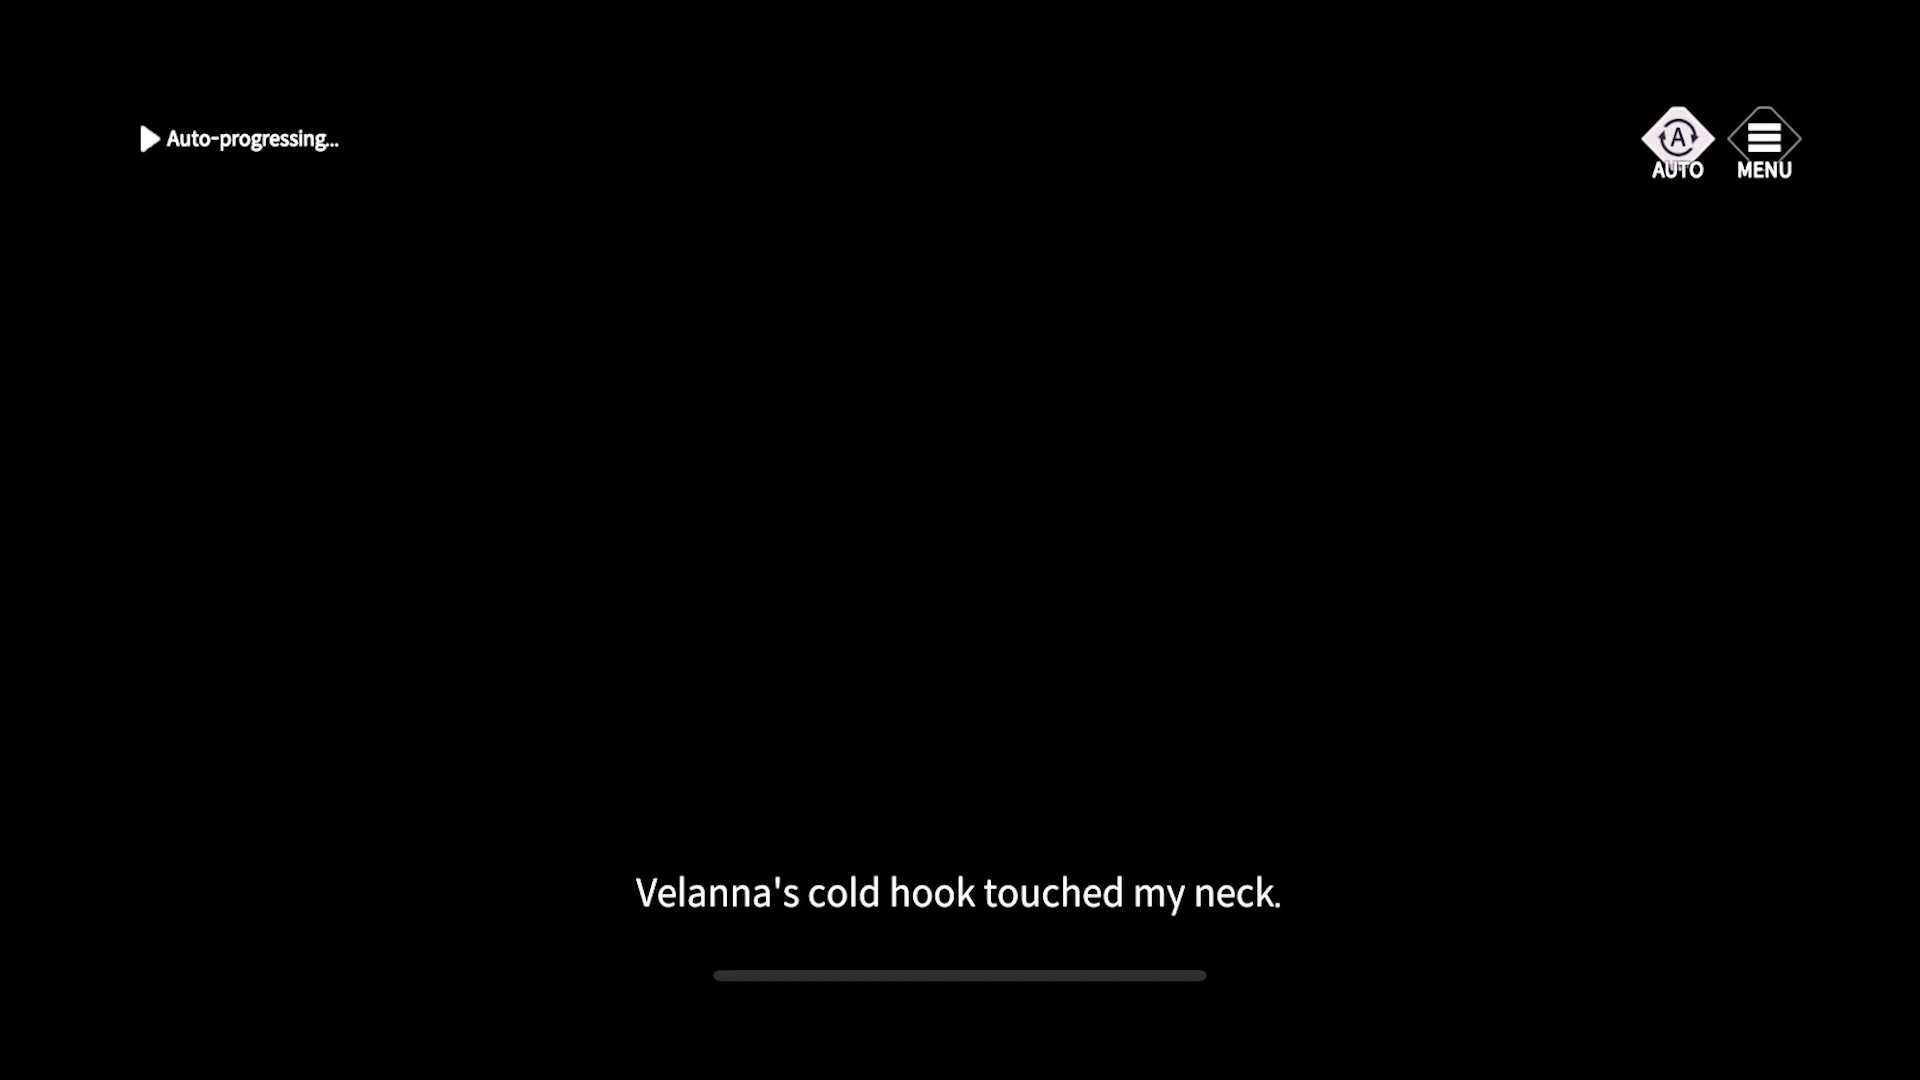 Auto-progressing...
A
AUTO
MENU
Velanna's cold hook touched my neck.